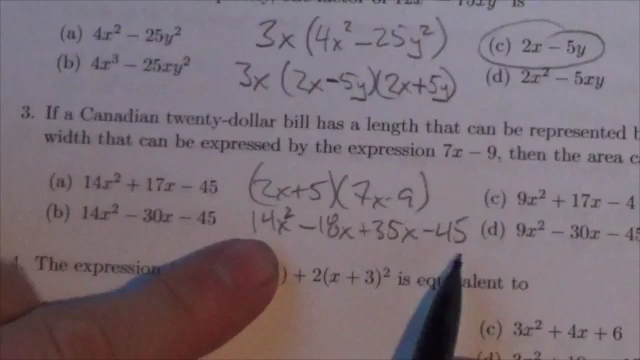 is
(a) 4x² − 25y² 3x(4x² − 25y²) (c) 2x − 5y
(b) 4x³ − 25xy² 3x(2x−5y)(2x+5y) (d) 2x² − 5xy
3. If a Canadian twenty-dollar bill has a length that can be represented
width that can be expressed by the expression 7x − 9, then the area
(a) 14x² + 17x − 45 (2x+5)(7x−9) (c) 9x² + 17x − 4
(b) 14x² − 30x − 45 14x² − 18x + 35x − 45 (d) 9x² − 30x − 45
The expression ) + 2(x + 3)² is equivalent to
(c) 3x² + 4x + 6